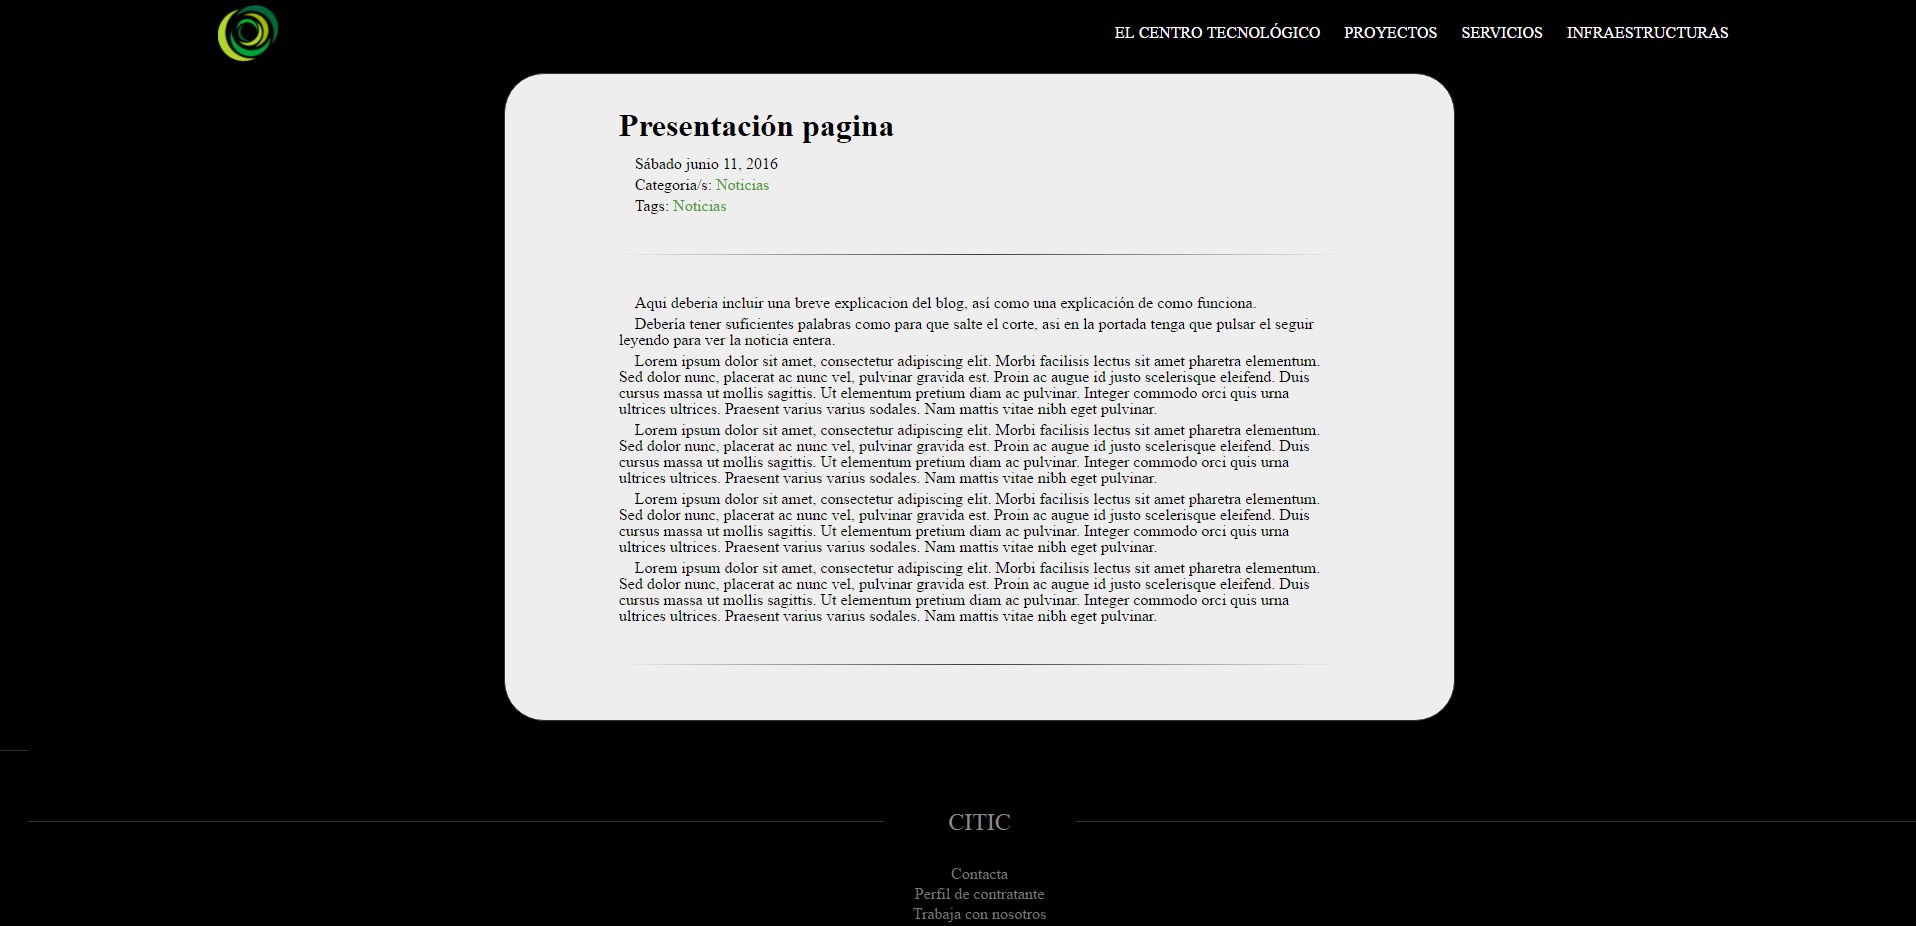 EL CENTRO TECNOLÓGICO PROYECTOS SERVICIOS INFRAESTRUCTURAS
Presentación pagina
Sábado junio 11, 2016
Categoria/s: Noticias
Tags: Noticias
Aqui deberia incluir una breve explicacion del blog, así como una explicación de como funciona.
Debería tener suficientes palabras como para que salte el corte, asi en la portada tenga que pulsar el seguir
leyendo para ver la noticia entera.
Lorem ipsum dolor sit amet, consectetur adipiscing elit. Morbi facilisis lectus sit amet pharetra elementum.
Sed dolor nunc, placerat ac nunc vel, pulvinar gravida est. Proin ac augue id justo scelerisque eleifend. Duis
cursus massa ut mollis sagittis. Ut elementum pretium diam ac pulvinar. Integer commodo orci quis urna
ultrices ultrices. Praesent varius varius sodales. Nam mattis vitae nibh eget pulvinar.
Lorem ipsum dolor sit amet, consectetur adipiscing elit. Morbi facilisis lectus sit amet pharetra elementum.
Sed dolor nunc, placerat ac nunc vel, pulvinar gravida est. Proin ac augue id justo scelerisque eleifend. Duis
cursus massa ut mollis sagittis. Ut elementum pretium diam ac pulvinar. Integer commodo orci quis urna
ultrices ultrices. Praesent varius varius sodales. Nam mattis vitae nibh eget pulvinar.
Lorem ipsum dolor sit amet, consectetur adipiscing elit. Morbi facilisis lectus sit amet pharetra elementum.
Sed dolor nunc, placerat ac nunc vel, pulvinar gravida est. Proin ac augue id justo scelerisque eleifend. Duis
cursus massa ut mollis sagittis. Ut elementum pretium diam ac pulvinar. Integer commodo orci quis urna
ultrices ultrices. Praesent varius varius sodales. Nam mattis vitae nibh eget pulvinar.
Lorem ipsum dolor sit amet, consectetur adipiscing elit. Morbi facilisis lectus sit amet pharetra elementum.
Sed dolor nunc, placerat ac nunc vel, pulvinar gravida est. Proin ac augue id justo scelerisque eleifend. Duis
cursus massa ut mollis sagittis. Ut elementum pretium diam ac pulvinar. Integer commodo orci quis urna
ultrices ultrices. Praesent varius varius sodales. Nam mattis vitae nibh eget pulvinar.
CITIC
Contacta
Perfil de contratante
Trabaja con nosotros